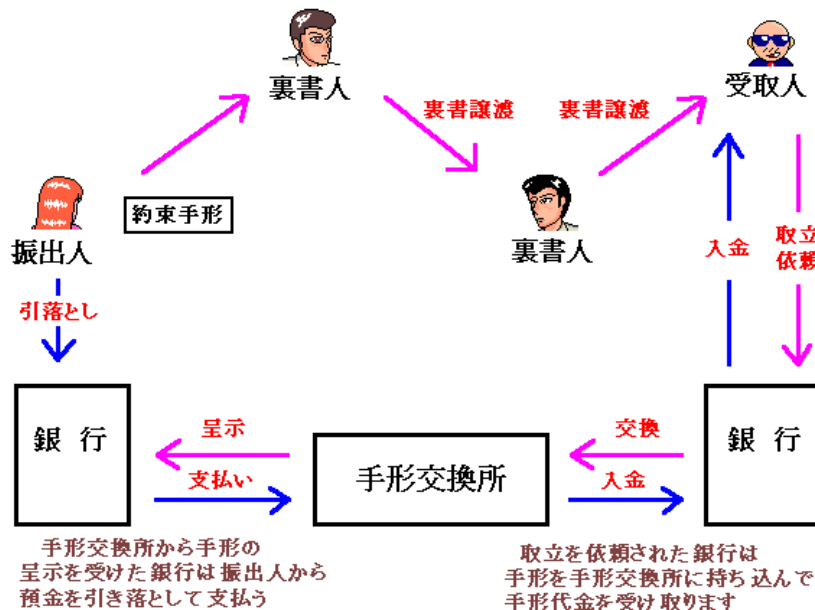 裏書人
受取人
裏書譲渡
裏書譲渡
約束手形
振出人
裏書人
入金
取立
依頼
引落とし
銀 行
呈示
支払い
手形交換所
交換
入金
銀 行
手形交換所から手形の
呈示を受けた銀行は振出人から
預金を引き落として支払う
取立を依頼された銀行は
手形を手形交換所に持ち込んで
手形代金を受け取ります